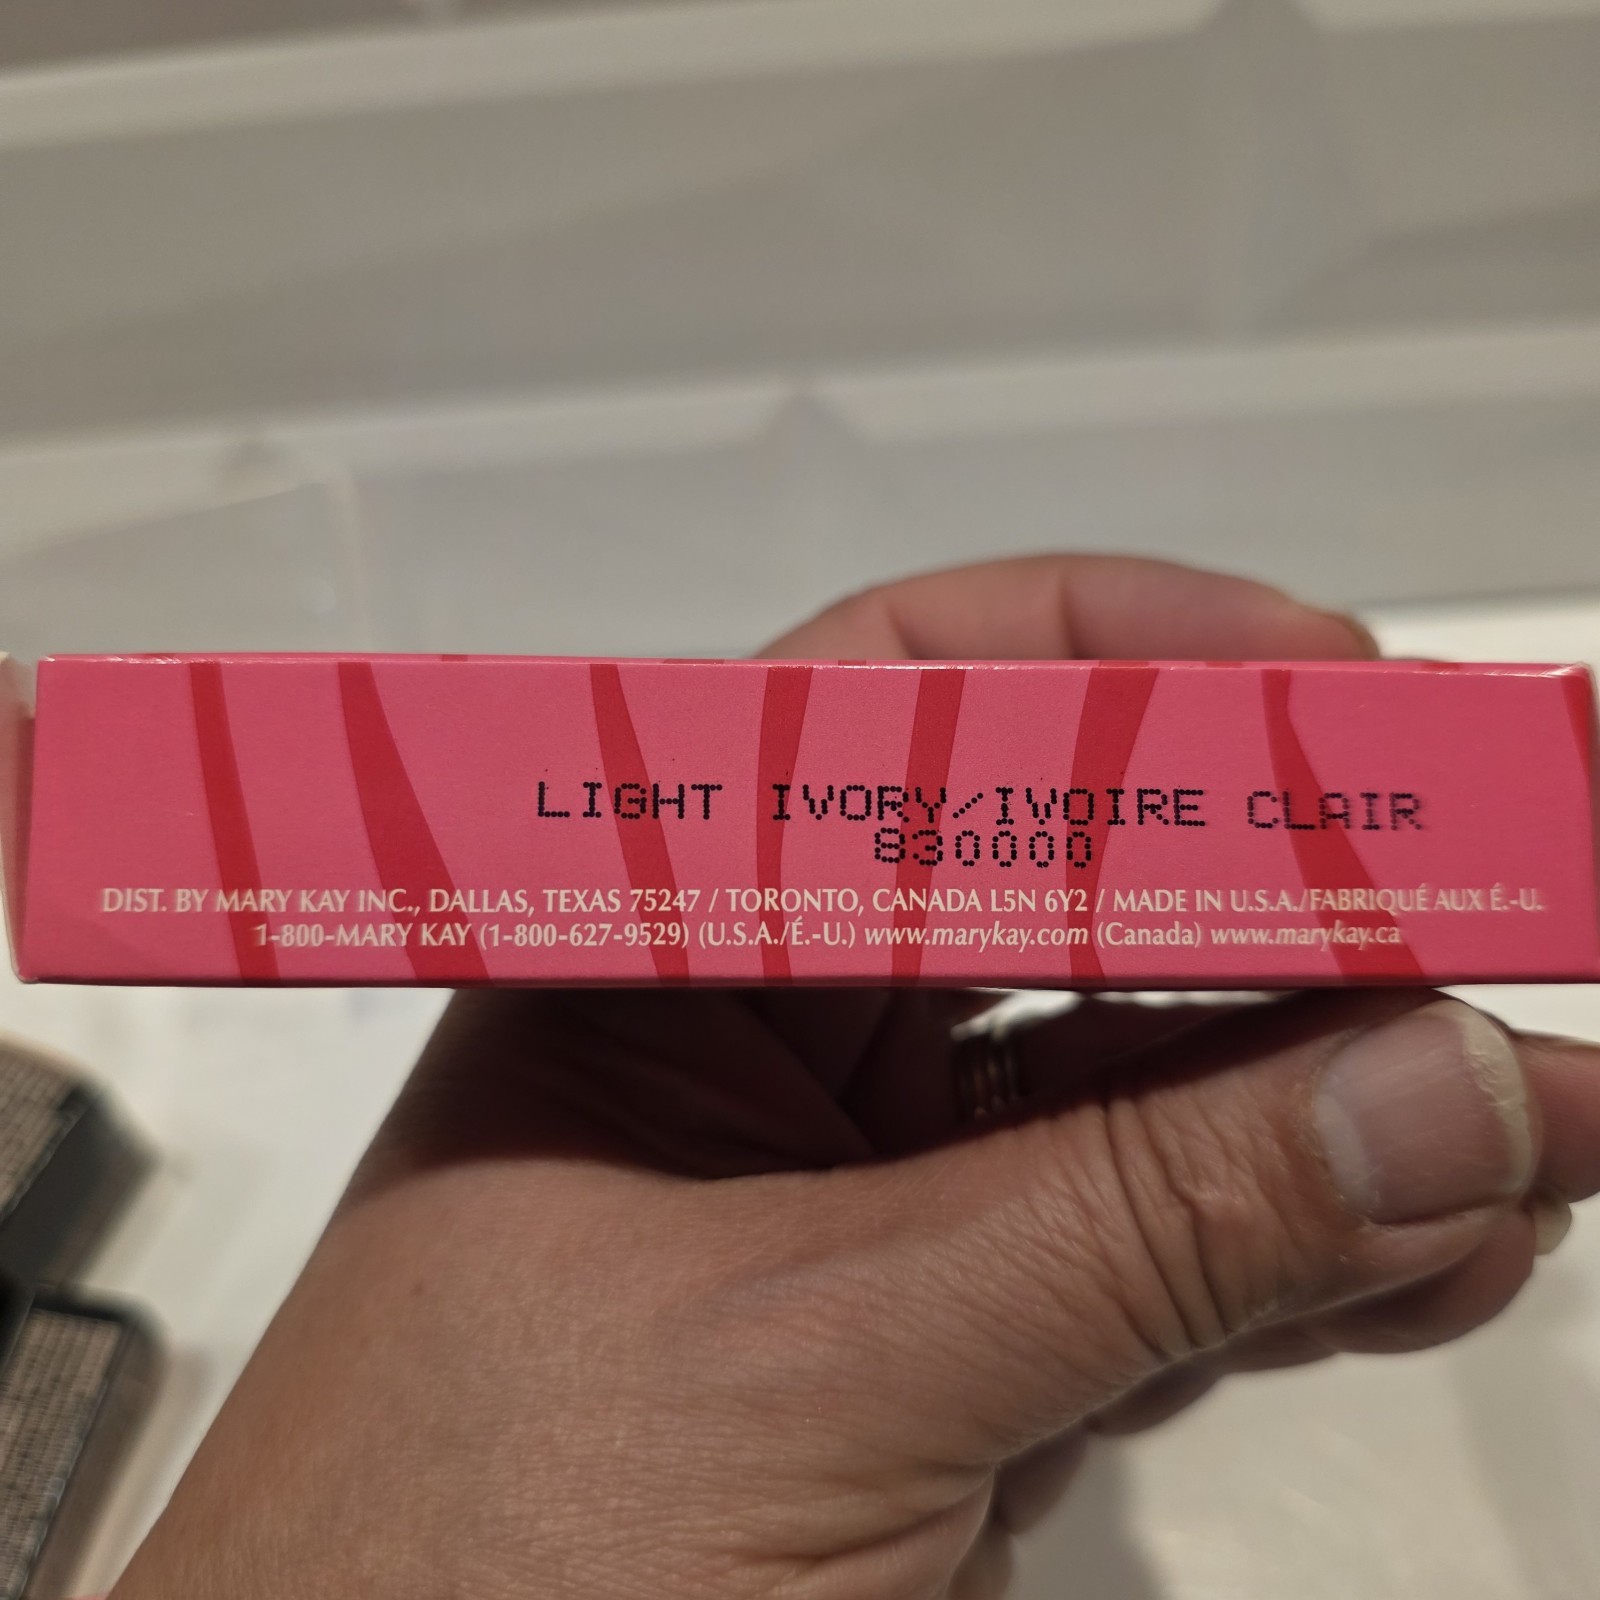 LIGHT IVORY/IVOIRE CLAIR
830000
DIST. BY MARY KAY INC., DALLAS, TEXAS 75247 / TORONTO, CANADA L5N 6Y2 / MADE IN U.S.A./FABRIQUÉ AUX É.-U.
1-800-MARY KAY (1-800-627-9529) (U.S.A./É.-U.) www.marykay.com (Canada) www.marykay.ca